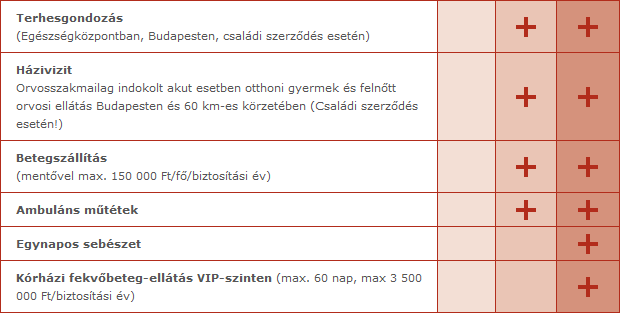 Terhesgondozás
(Egészségközpontban, Budapesten, családi szerződés esetén)
Házivizit
Orvosszakmailag indokolt akut esetben otthoni gyermek és felnőtt
orvosi ellátás Budapesten és 60 km-es körzetében (Családi szerződés
esetén!)
Betegszállítás
(mentővel max. 150 000 Ft/fő/biztosítási év)
Ambuláns műtétek
Egynapos sebészet
Kórházi fekvőbeteg-ellátás VIP-szinten (max. 60 nap, max 3 500
000 Ft/biztosítási év)